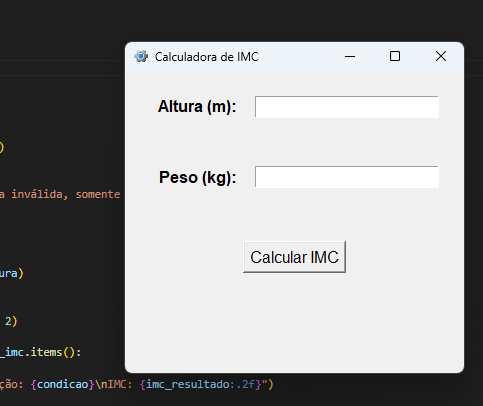 Calculadora de IMC
Altura (m):
Peso (kg):
Calcular IMC
)
a inválida, somente
ura)
2)
_imc.items():
ção: {condicao}\nIMC: {imc_resultado:.2f}")